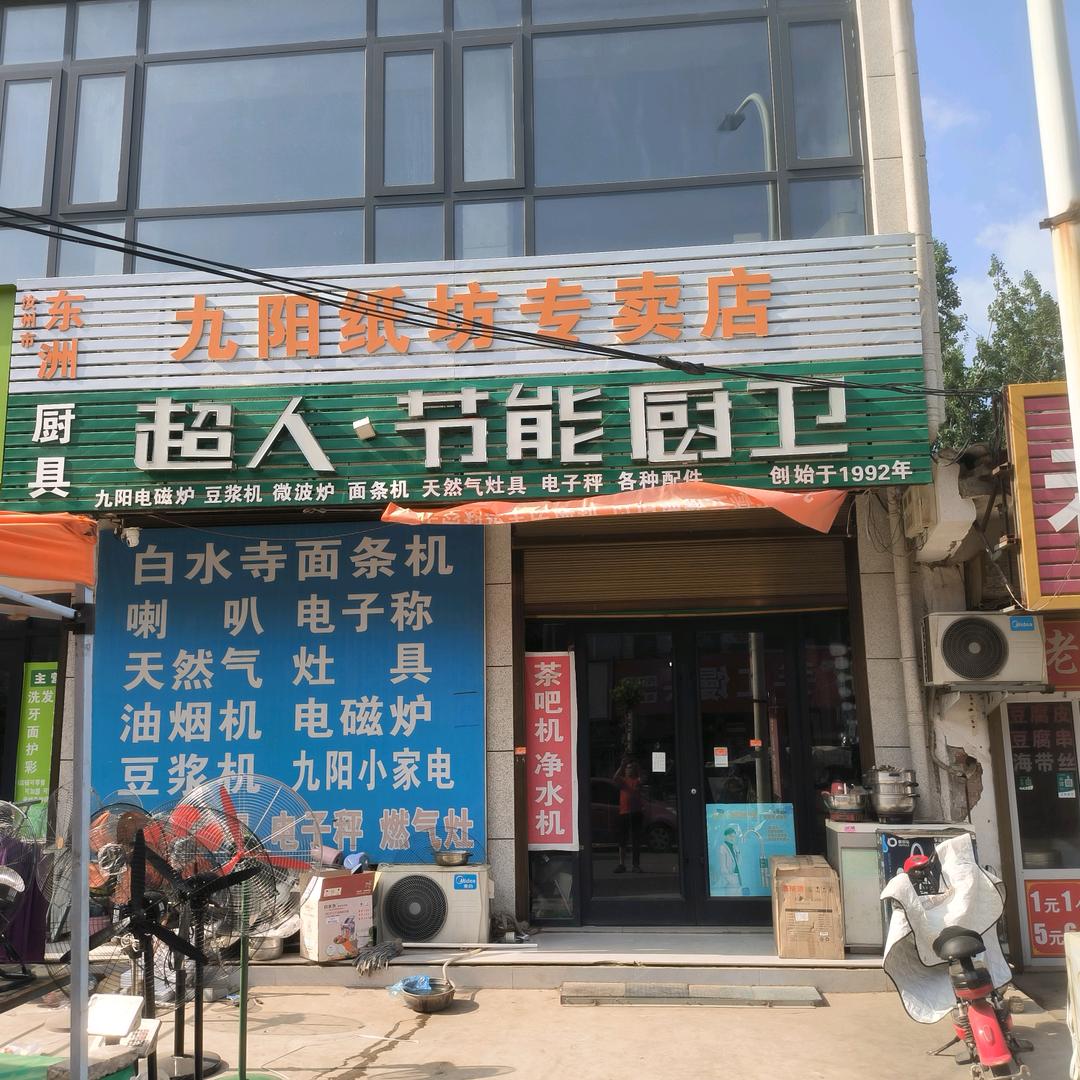 汝州市
东洲
厨具
九阳纸坊专卖店
超人·节能厨卫
九阳电磁炉 豆浆机 微波炉 面条机 天然气灶具 电子秤 各种配件
创始于1992年
白水寺面条机
喇叭 电子称
天然气 灶具
油烟机 电磁炉
豆浆机 九阳小家电
电子秤 燃气灶
茶吧机净水机
Midea
Midea
主营
洗发
牙
面护
彩
老
豆腐皮
豆腐串
海带丝
1元1
5元6